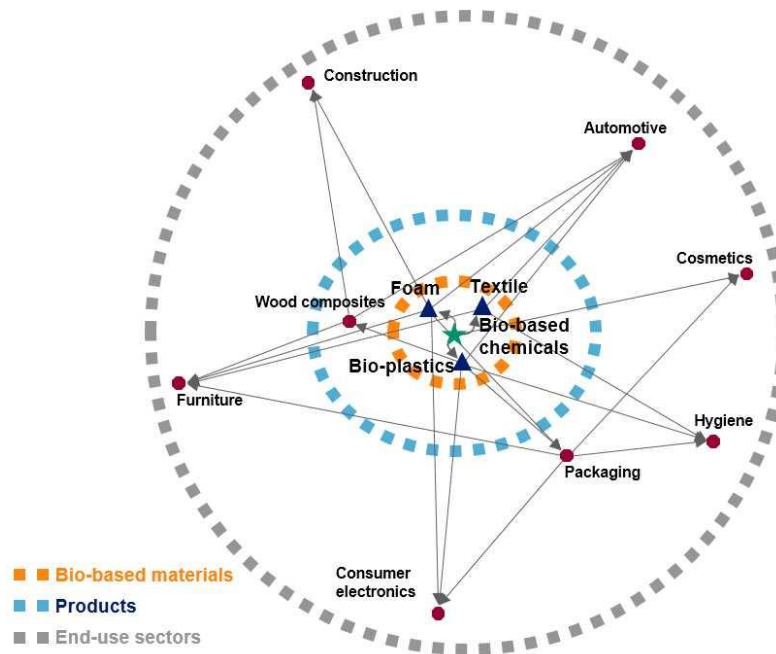 Construction
Automotive
Cosmetics
Foam
Textile
Wood composites
Bio-based
chemicals
Bio-plastics
Furniture
Hygiene
Packaging
Consumer
electronics
Bio-based materials
Products
End-use sectors